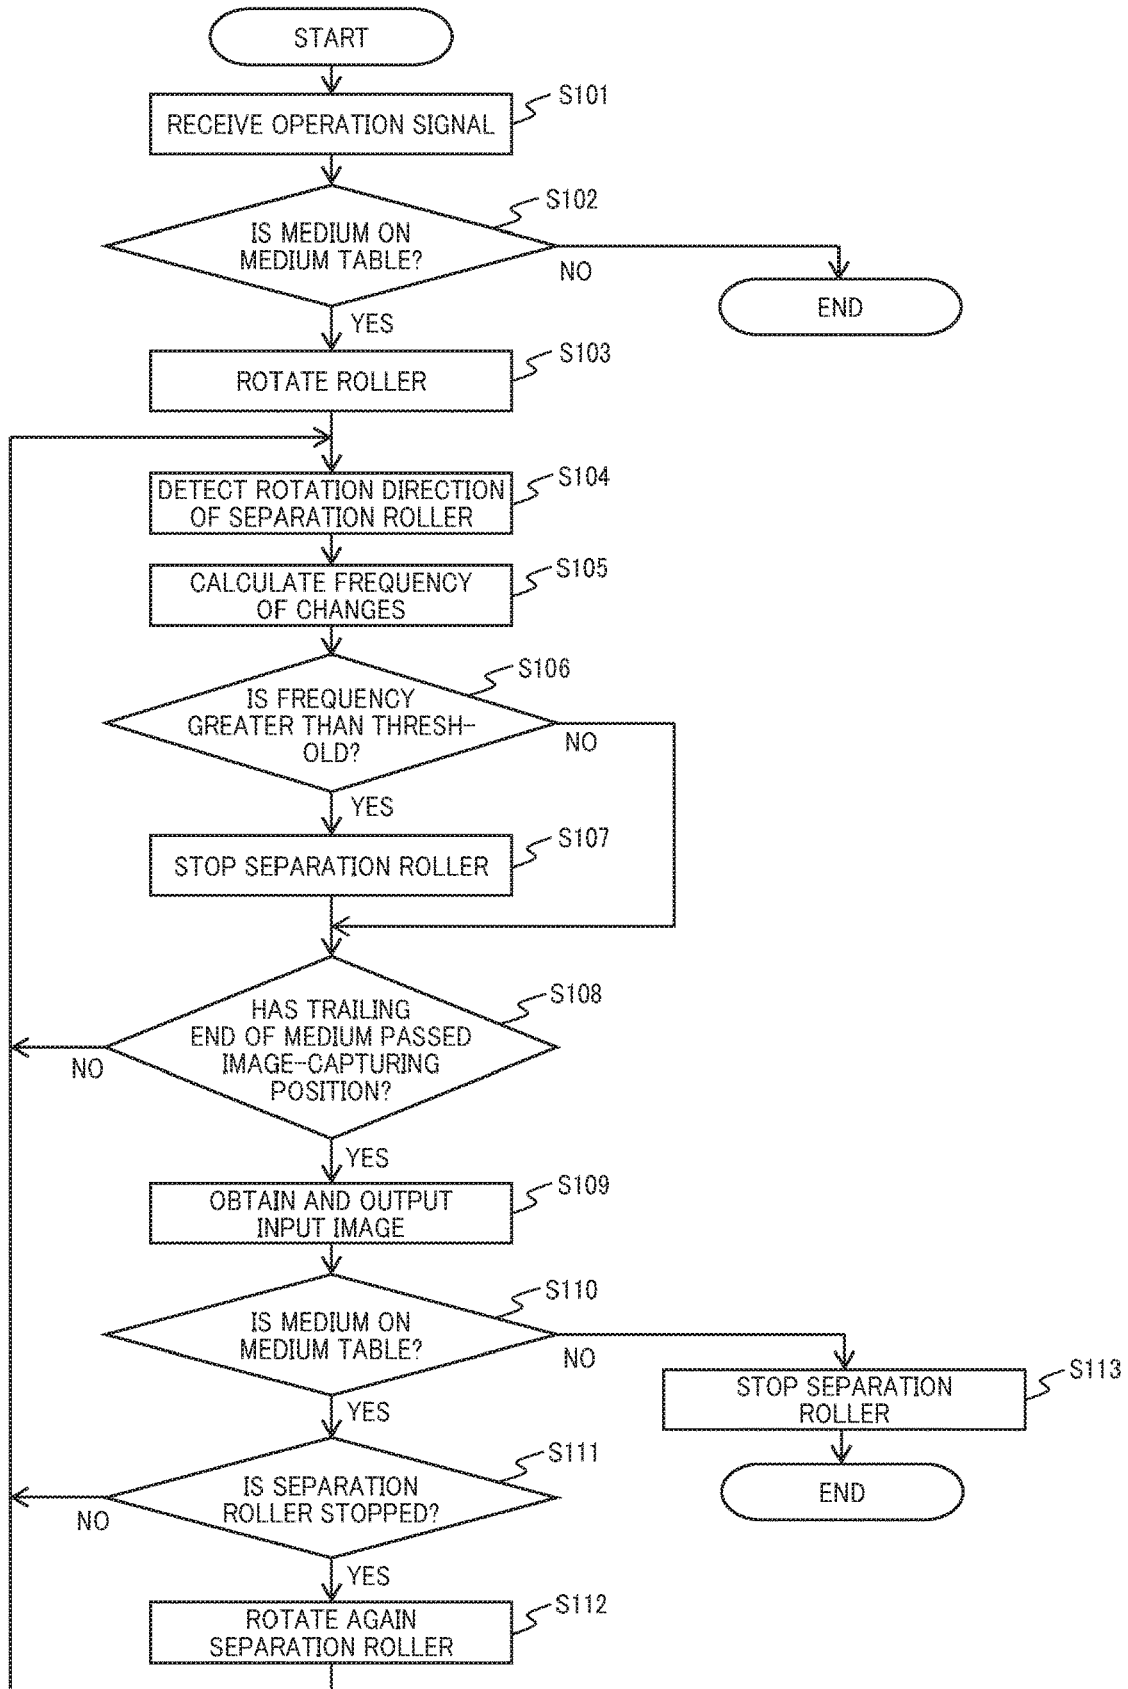 START
S101
RECEIVE OPERATION SIGNAL
S102
IS MEDIUM ON
MEDIUM TABLE?
NO
END
YES
S103
ROTATE ROLLER
S104
DETECT ROTATION DIRECTION
OF SEPARATION ROLLER
S105
CALCULATE FREQUENCY
OF CHANGES
S106
IS FREQUENCY
GREATER THAN THRESH-
OLD?
NO
YES
S107
STOP SEPARATION ROLLER
S108
HAS TRAILING
END OF MEDIUM PASSED
IMAGE-CAPTURING
POSITION?
NO
YES
S109
OBTAIN AND OUTPUT
INPUT IMAGE
S110
IS MEDIUM ON
MEDIUM TABLE?
NO
S113
STOP SEPARATION
ROLLER
YES
END
S111
IS SEPARATION
ROLLER STOPPED?
NO
YES
S112
ROTATE AGAIN
SEPARATION ROLLER